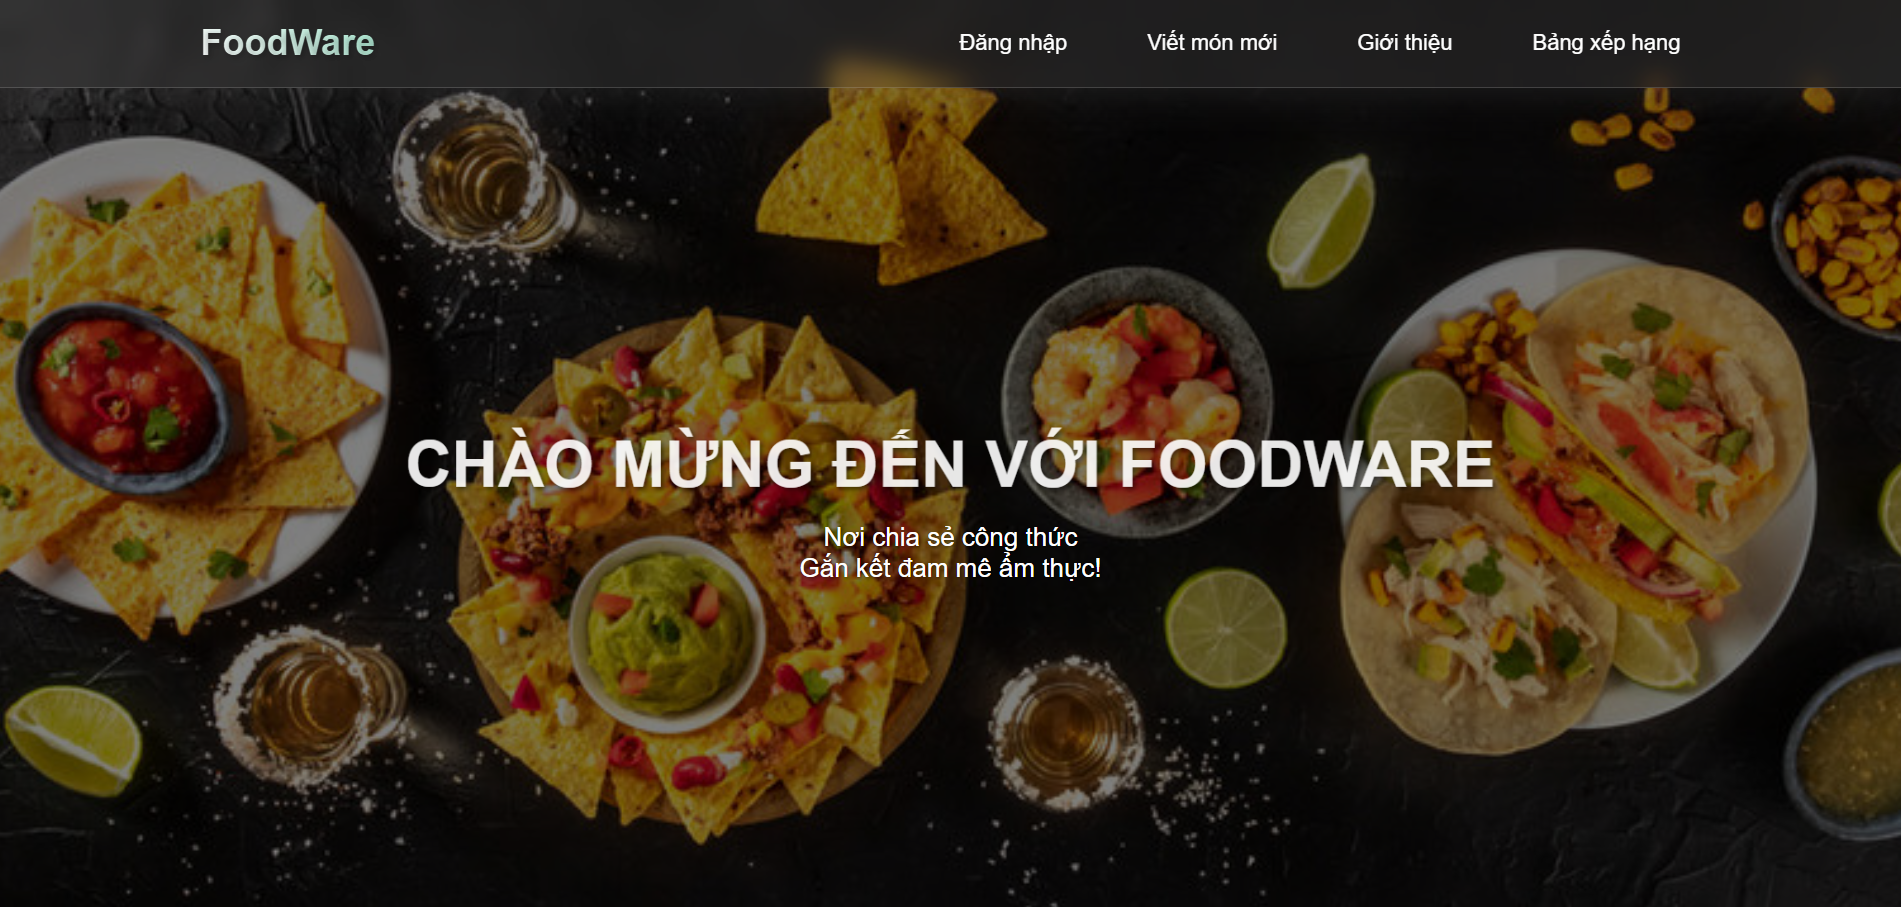 FoodWare
Đăng nhập
Viết món mới
Giới thiệu
Bảng xếp hạng
CHÀO MỪNG ĐẾN VỚI FOODWARE
Nơi chia sẻ công thức
Gắn kết đam mê ẩm thực!